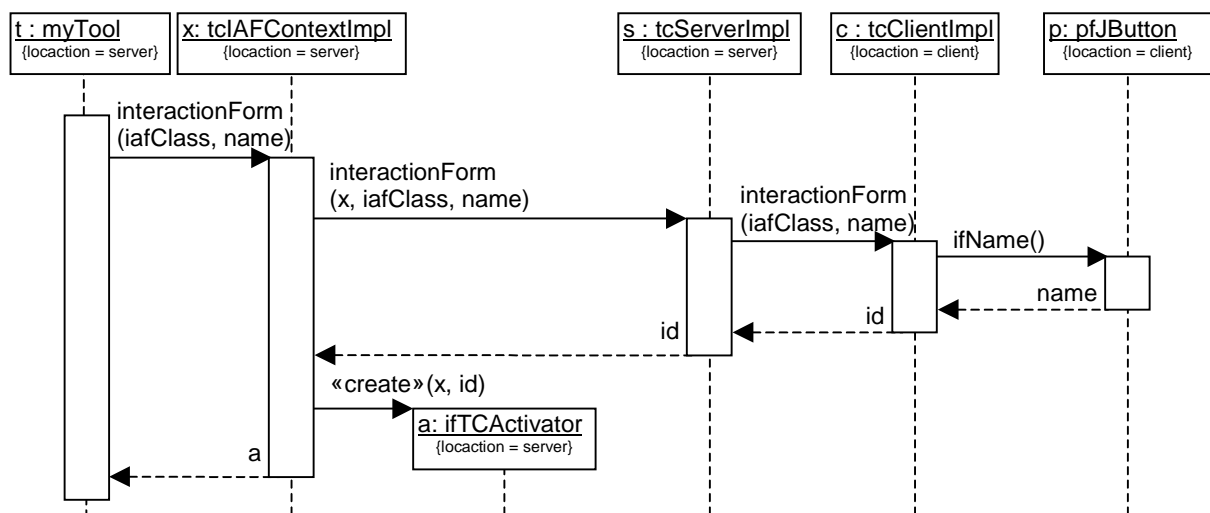 t : myTool
{locaction = server}
x: tcIAFContextImpl
{locaction = server}
s : tcServerImpl
{locaction = server}
c : tcClientImpl
{locaction = client}
p: pfJButton
{locaction = client}
interactionForm
(iafClass, name)
interactionForm
(x, iafClass, name)
interactionForm
(iafClass, name)
ifName()
name
id
id
«create»(x, id)
a: ifTCActivator
{locaction = server}
a